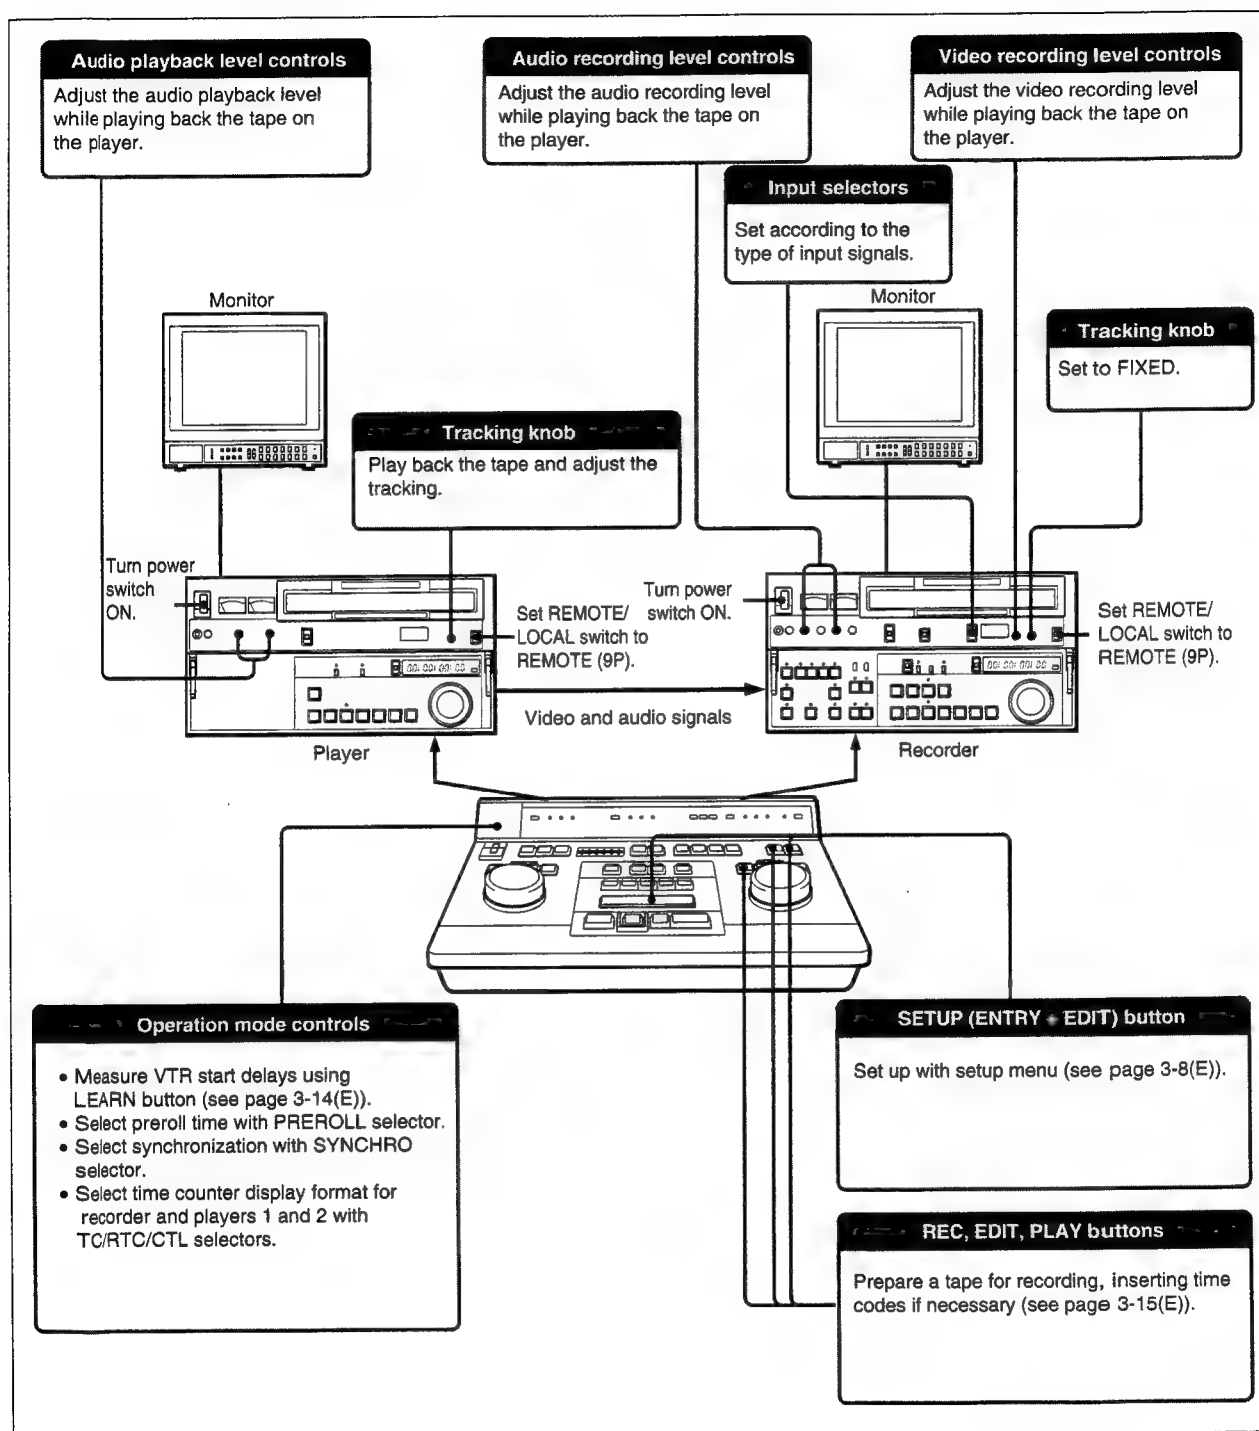 Audio playback level controls
Adjust the audio playback level
while playing back the tape on
the player.
Audio recording level controls
Adjust the audio recording level
while playing back the tape on
the player.
Video recording level controls
Adjust the video recording level
while playing back the tape on
the player.
Input selectors
Set according to the
type of input signals.
Monitor
Monitor
Tracking knob
Set to FIXED.
Tracking knob
Play back the tape and adjust the
tracking.
Turn power
switch
ON.
Set REMOTE/
LOCAL switch to
REMOTE (9P).
Turn power
switch ON.
Set REMOTE/
LOCAL switch to
REMOTE (9P).
00: 00: 00: 00
00: 00: 00: 00
Video and audio signals
Player
Recorder
Operation mode controls
• Measure VTR start delays using
LEARN button (see page 3-14(E)).
• Select preroll time with PREROLL selector.
• Select synchronization with SYNCHRO
selector.
• Select time counter display format for
recorder and players 1 and 2 with
TC/RTC/CTL selectors.
SETUP (ENTRY + EDIT) button
Set up with setup menu (see page 3-8(E)).
REC, EDIT, PLAY buttons
Prepare a tape for recording, inserting time
codes if necessary (see page 3-15(E)).